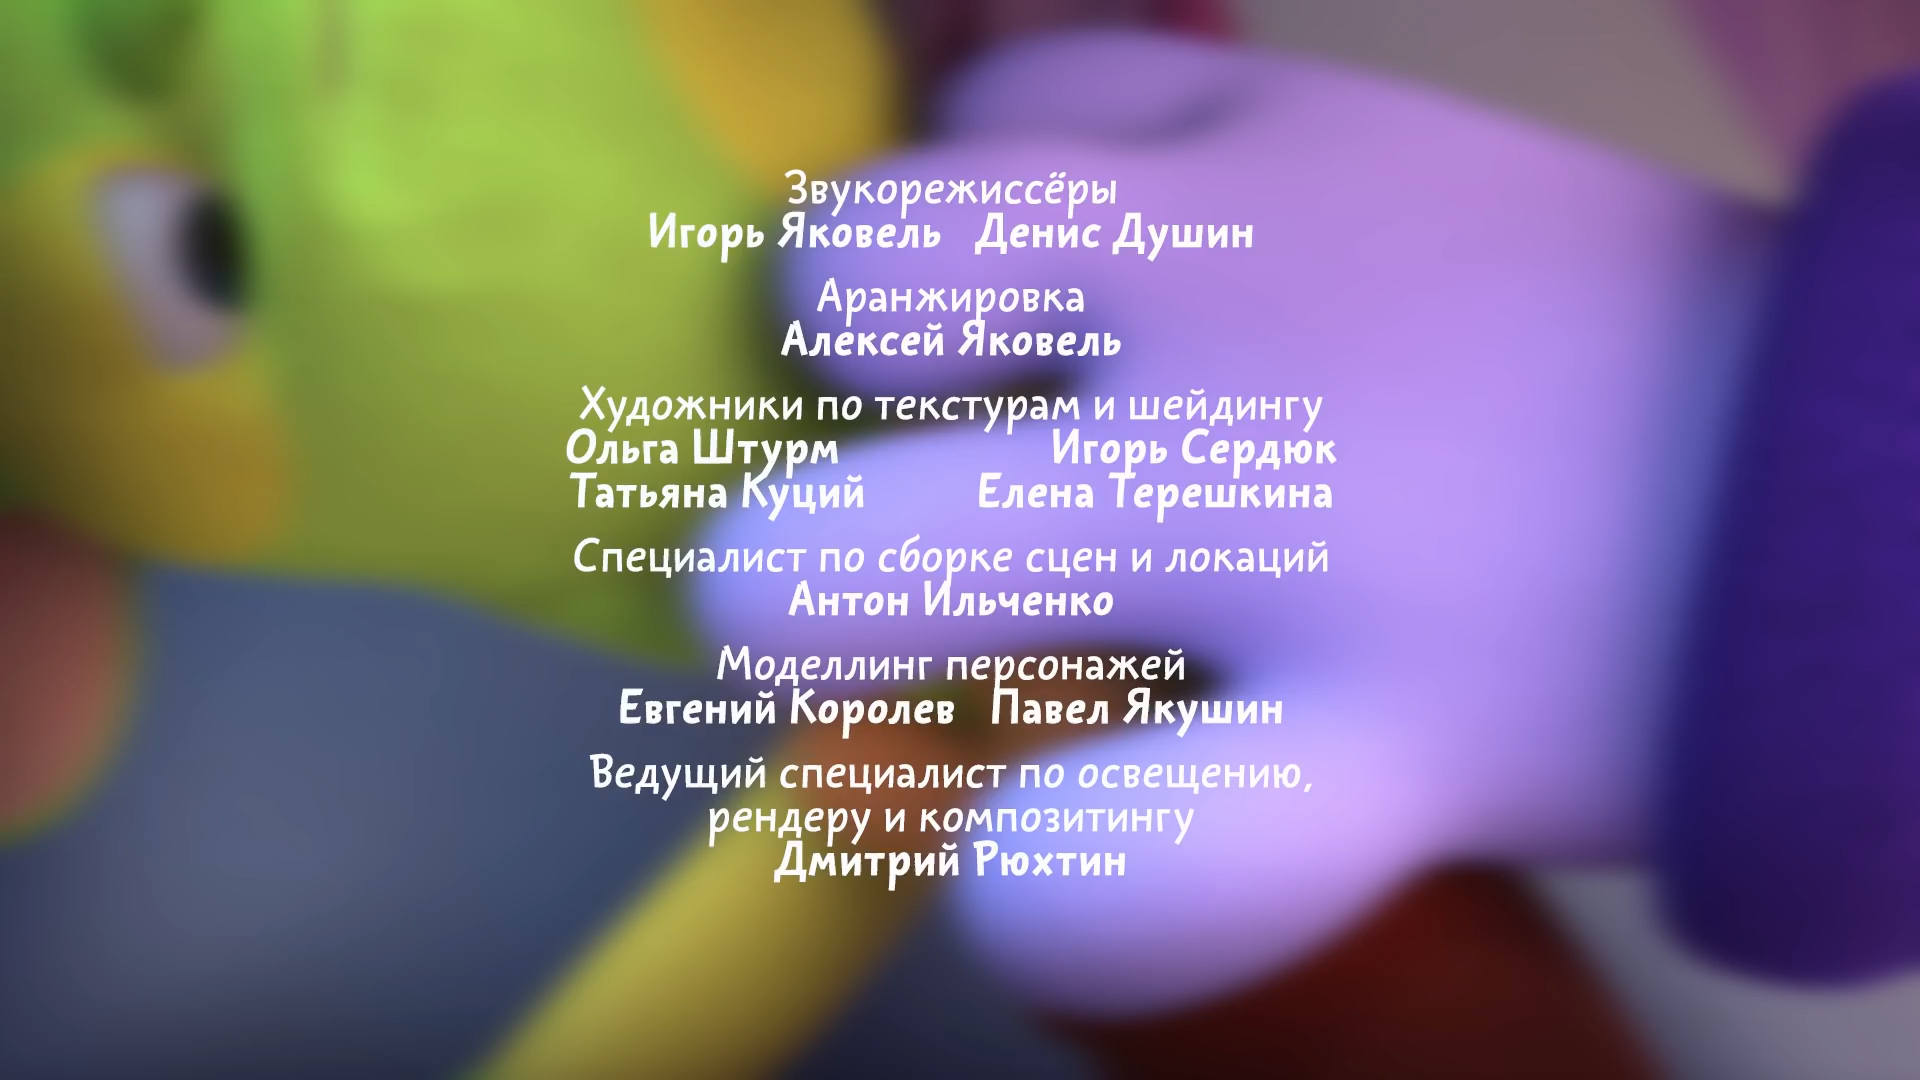 Звукорежиссёры
Игорь Яковель Денис Душин
Аранжировка
Алексей Яковель
Художники по текстурам и шейдингу
Ольга Штурм Игорь Сердюк
Татьяна Куций Елена Терешкина
Специалист по сборке сцен и локаций
Антон Ильченко
Моделлинг персонажей
Евгений Королев Павел Якушин
Ведущий специалист по освещению,
рендеру и композитингу
Дмитрий Рюхтин